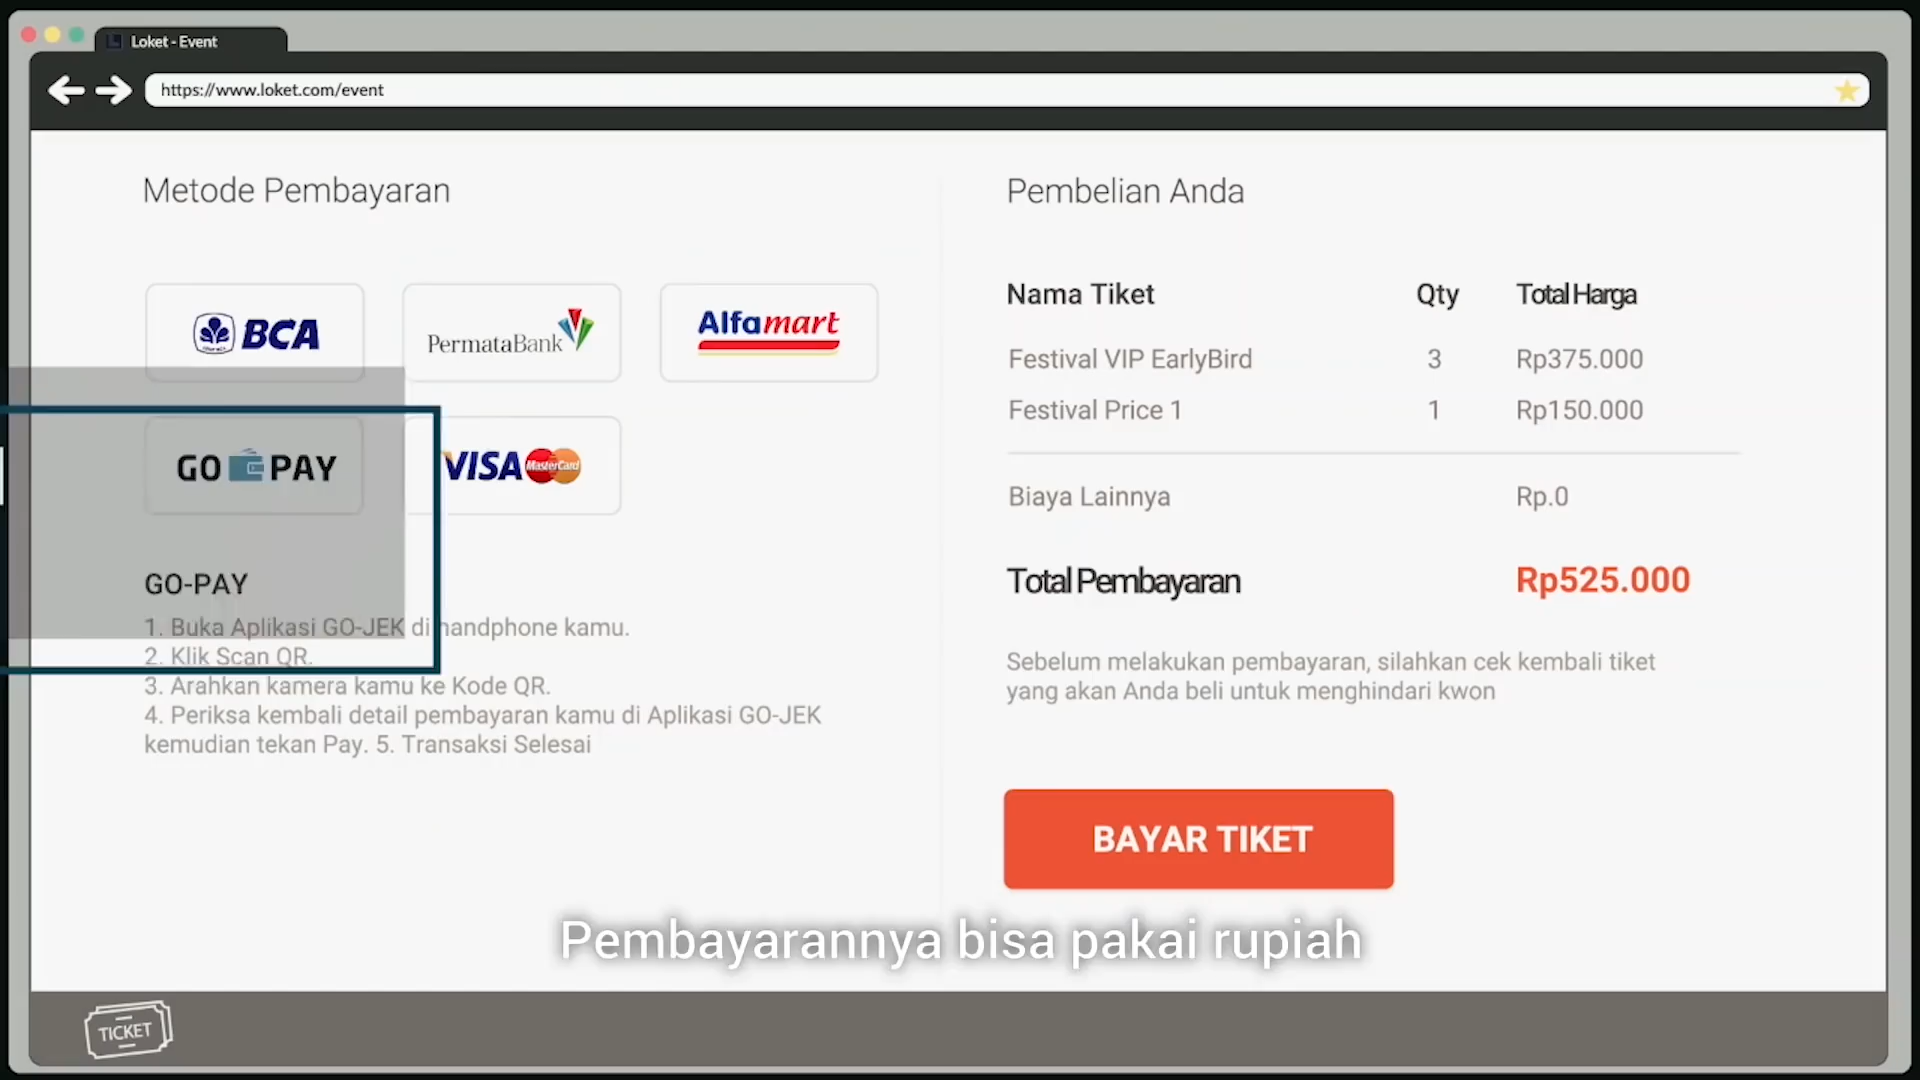 Loket - Event
https://www.loket.com/event
Metode Pembayaran
BCA
PermataBank
Alfamart
GO PAY
VISA MasterCard
GO-PAY
1. Buka Aplikasi GO-JEK di handphone kamu.
2. Klik Scan QR.
3. Arahkan kamera kamu ke Kode QR.
4. Periksa kembali detail pembayaran kamu di Aplikasi GO-JEK
kemudian tekan Pay. 5. Transaksi Selesai
Pembelian Anda
Nama Tiket Qty Total Harga
Festival VIP EarlyBird 3 Rp375.000
Festival Price 1 1 Rp150.000
Biaya Lainnya Rp.0
Total Pembayaran Rp525.000
Sebelum melakukan pembayaran, silahkan cek kembali tiket
yang akan Anda beli untuk menghindari kwon
BAYAR TIKET
Pembayarannya bisa pakai rupiah
TICKET